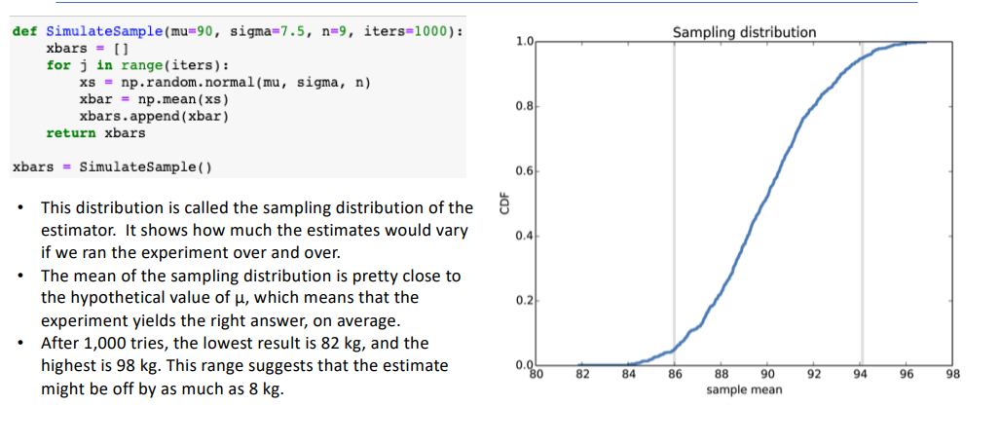 def SimulateSample(mu=90, sigma=7.5, n=9, iters=1000):
    xbars = []
    for j in range(iters):
        xs = np.random.normal(mu, sigma, n)
        xbar = np.mean(xs)
        xbars.append(xbar)
    return xbars
xbars = SimulateSample()
• This distribution is called the sampling distribution of the
estimator. It shows how much the estimates would vary
if we ran the experiment over and over.
• The mean of the sampling distribution is pretty close to
the hypothetical value of μ, which means that the
experiment yields the right answer, on average.
• After 1,000 tries, the lowest result is 82 kg, and the
highest is 98 kg. This range suggests that the estimate
might be off by as much as 8 kg.
Sampling distribution
1.0
0.8
0.6
CDF
0.4
0.2
0.0
80 82 84 86 88 90 92 94 96 98
sample mean